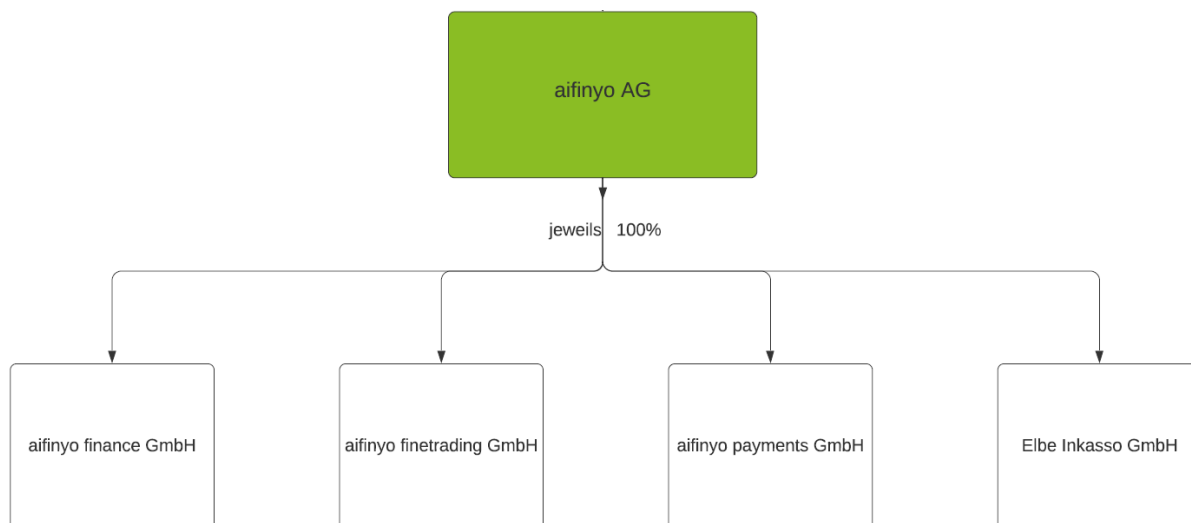 aifinyo AG
jeweils 100%
aifinyo finance GmbH
aifinyo finetrading GmbH
aifinyo payments GmbH
Elbe Inkasso GmbH